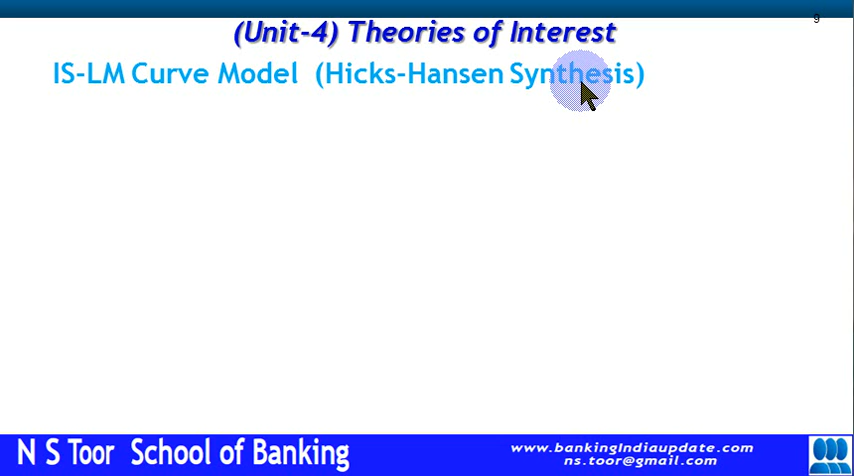 9
(Unit-4) Theories of Interest
IS-LM Curve Model (Hicks-Hansen Synthesis)
N S Toor School of Banking
www.bankingIndiaupdate.com
ns.toor@gmail.com